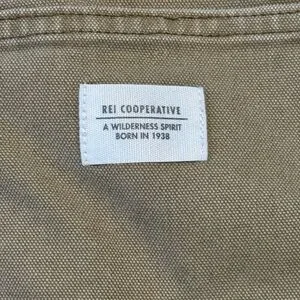 REI COOPERATIVE
A WILDERNESS SPIRIT
BORN IN 1938